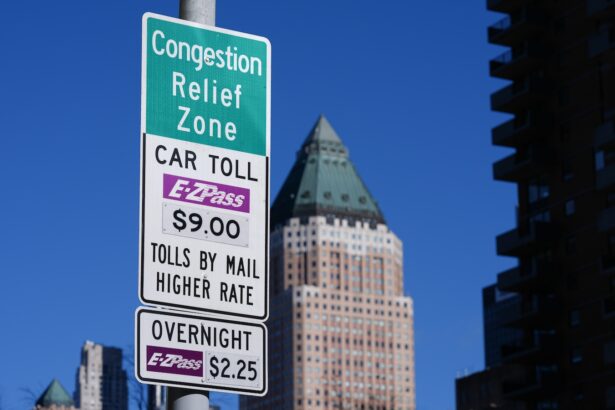 Congestion
Relief
Zone
CAR TOLL
E-ZPass
$9.00
TOLLS BY MAIL
HIGHER RATE
OVERNIGHT
E-ZPass $2.25